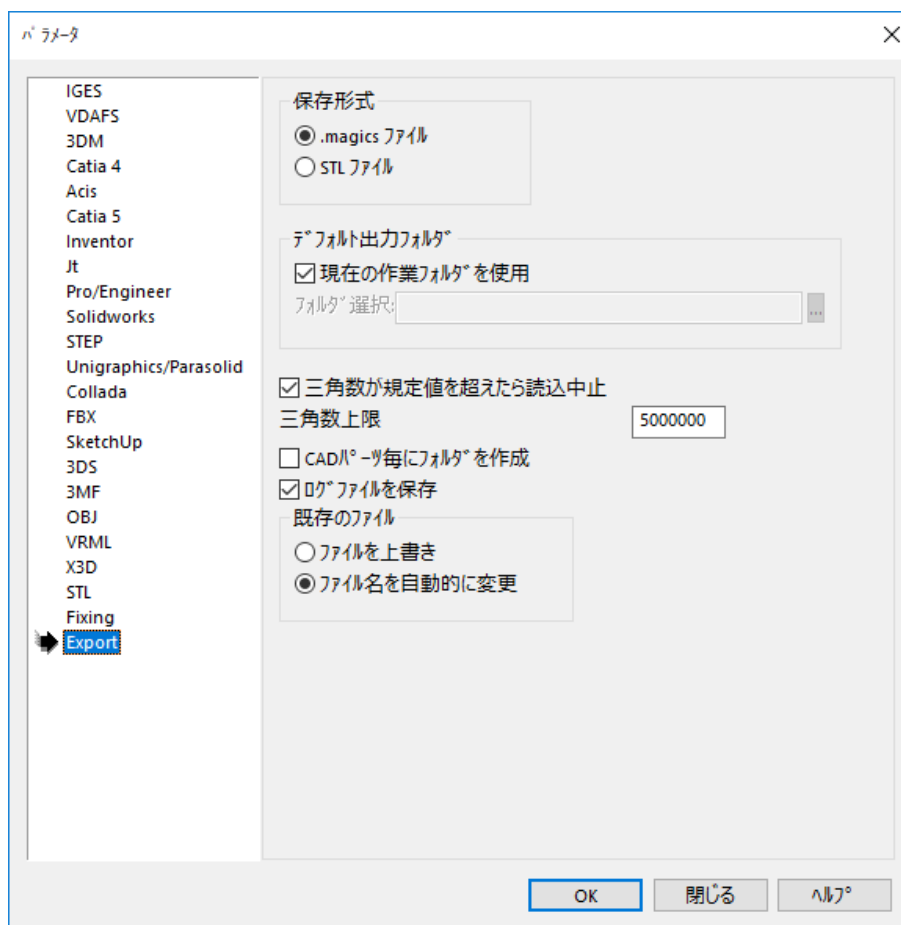 ﾊﾟﾗﾒｰﾀ
IGES
VDAFS
3DM
Catia 4
Acis
Catia 5
Inventor
Jt
Pro/Engineer
Solidworks
STEP
Unigraphics/Parasolid
Collada
FBX
SketchUp
3DS
3MF
OBJ
VRML
X3D
STL
Fixing
Export
保存形式
.magics ﾌｧｲﾙ
STL ﾌｧｲﾙ
ﾃﾞﾌｫﾙﾄ出力ﾌｫﾙﾀﾞ
現在の作業ﾌｫﾙﾀﾞを使用
ﾌｫﾙﾀﾞ選択:
...
三角数が規定値を超えたら読込中止
三角数上限
5000000
CADﾊﾟｰﾂ毎にﾌｫﾙﾀﾞを作成
ﾛｸﾞﾌｧｲﾙを保存
既存のﾌｧｲﾙ
ﾌｧｲﾙを上書き
ﾌｧｲﾙ名を自動的に変更
OK
閉じる
ﾍﾙﾌﾟ